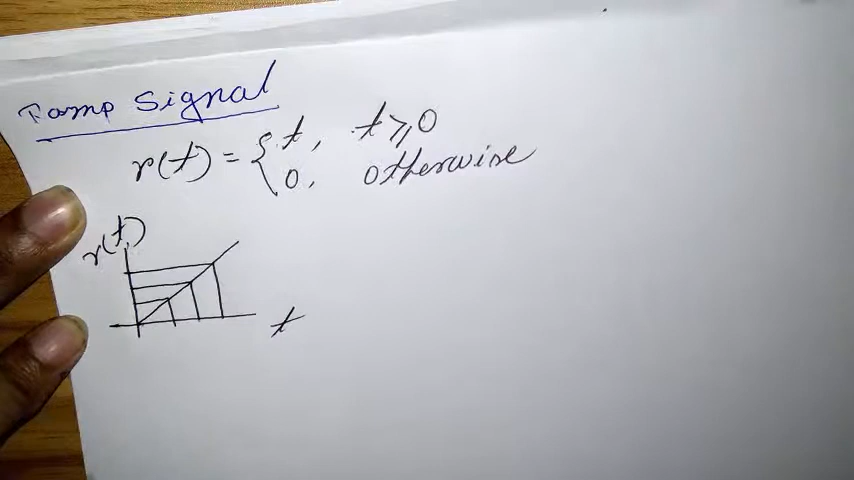 Ramp Signal
r(t) = { t, t ≥ 0
0, otherwise
r(t)
t